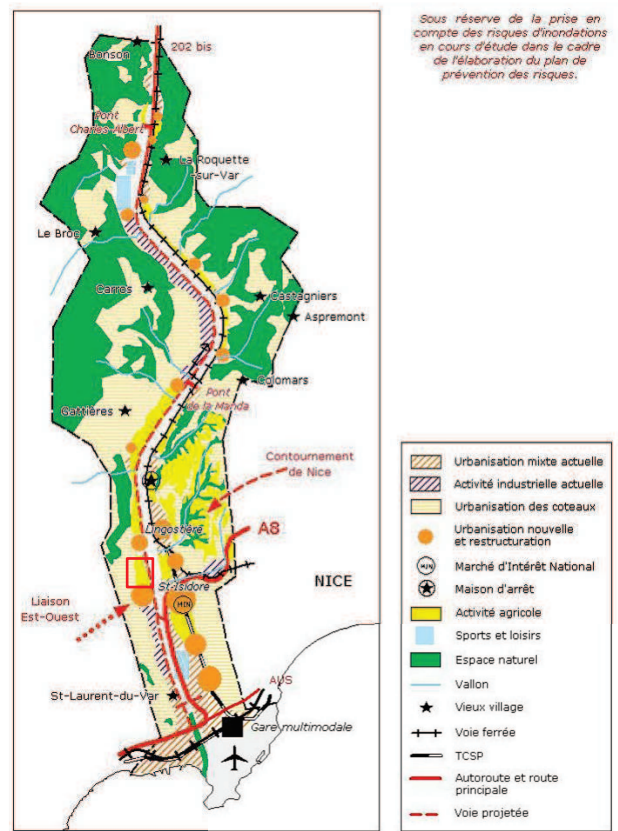 Sous réserve de la prise en
compte des risques d'inondations
en cours d'étude dans le cadre
de l'élaboration du plan de
prévention des risques.
202 bis
Bonson
Pont
Charles-Albert
La Roquette
-sur-Var
Le Broc
Carros
Castagniers
Aspremont
Colomars
Pont
de la Manda
Gattières
Contournement
de Nice
Lingostière
A8
St-Isidore
NICE
MIN
Liaison
Est-Ouest
St-Laurent-du-Var
AUS
Gare multimodale
Urbanisation mixte actuelle
Activité industrielle actuelle
Urbanisation des coteaux
Urbanisation nouvelle
et restructuration
MIN
Marché d'Intérêt National
Maison d'arrêt
Activité agricole
Sports et loisirs
Espace naturel
Vallon
Vieux village
Voie ferrée
TCSP
Autoroute et route
principale
Voie projetée